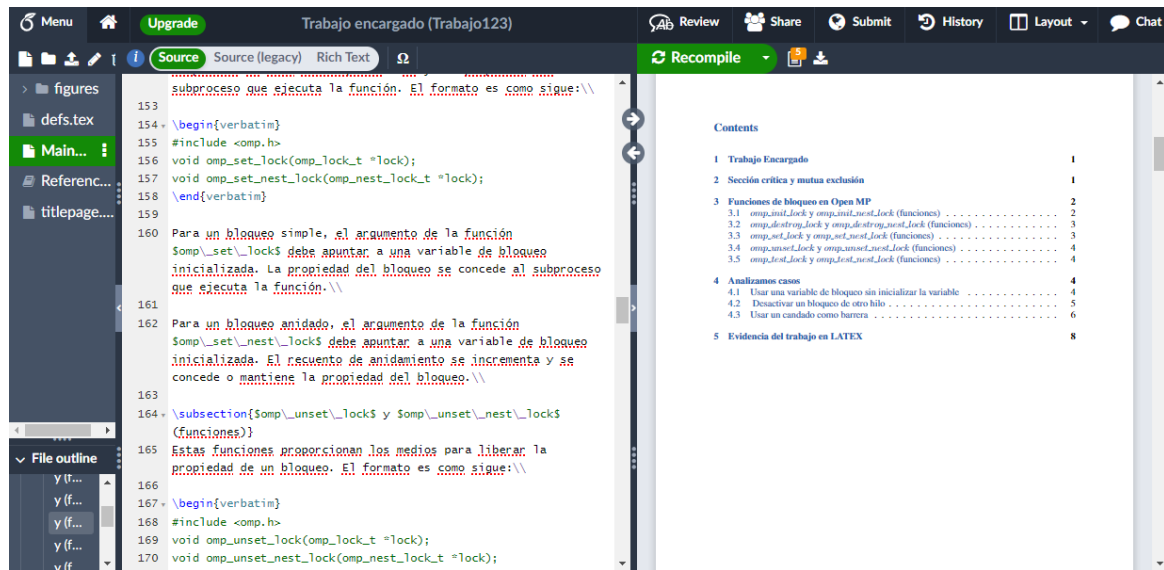 Menu
Upgrade
Trabajo encargado (Trabajo123)
Review
Share
Submit
History
Layout
Chat
Source
Source (legacy)
Rich Text
Ω
Recompile
5
figures
defs.tex
Main...
Referenc...
titlepage....
File outline
y (f...
y (f...
y (f...
y (f...
subproceso que ejecuta la función. El formato es como sigue:\\
153
154 \begin{verbatim}
155 #include <omp.h>
156 void omp_set_lock(omp_lock_t *lock);
157 void omp_set_nest_lock(omp_nest_lock_t *lock);
158 \end{verbatim}
159
160 Para un bloqueo simple, el argumento de la función
$omp\_set\_lock$ debe apuntar a una variable de bloqueo
inicializada. La propiedad del bloqueo se concede al subproceso
que ejecuta la función.\\
161
162 Para un bloqueo anidado, el argumento de la función
$omp\_set\_nest\_lock$ debe apuntar a una variable de bloqueo
inicializada. El recuento de anidamiento se incrementa y se
concede o mantiene la propiedad del bloqueo.\\
163
164 \subsection{$omp\_unset\_lock$ y $omp\_unset\_nest\_lock$
(funciones)}
165 Estas funciones proporcionan los medios para liberar la
propiedad de un bloqueo. El formato es como sigue:\\
166
167 \begin{verbatim}
168 #include <omp.h>
169 void omp_unset_lock(omp_lock_t *lock);
170 void omp_unset_nest_lock(omp_nest_lock_t *lock);
Contents
1 Trabajo Encargado 1
2 Sección crítica y mutua exclusión 1
3 Funciones de bloqueo en Open MP 2
3.1 omp_init_lock y omp_init_nest_lock (funciones) . . . . . . . . . . . . . . . . 2
3.2 omp_destroy_lock y omp_destroy_nest_lock (funciones) . . . . . . . . . . . . 3
3.3 omp_set_lock y omp_set_nest_lock (funciones) . . . . . . . . . . . . . . . . . 3
3.4 omp_unset_lock y omp_unset_nest_lock (funciones) . . . . . . . . . . . . . . 4
3.5 omp_test_lock y omp_test_nest_lock (funciones) . . . . . . . . . . . . . . . . 4
4 Analizamos casos 4
4.1 Usar una variable de bloqueo sin inicializar la variable . . . . . . . . . . . . . 4
4.2 Desactivar un bloqueo de otro hilo . . . . . . . . . . . . . . . . . . . . . . . . 5
4.3 Usar un candado como barrera . . . . . . . . . . . . . . . . . . . . . . . . . . 6
5 Evidencia del trabajo en LATEX 8